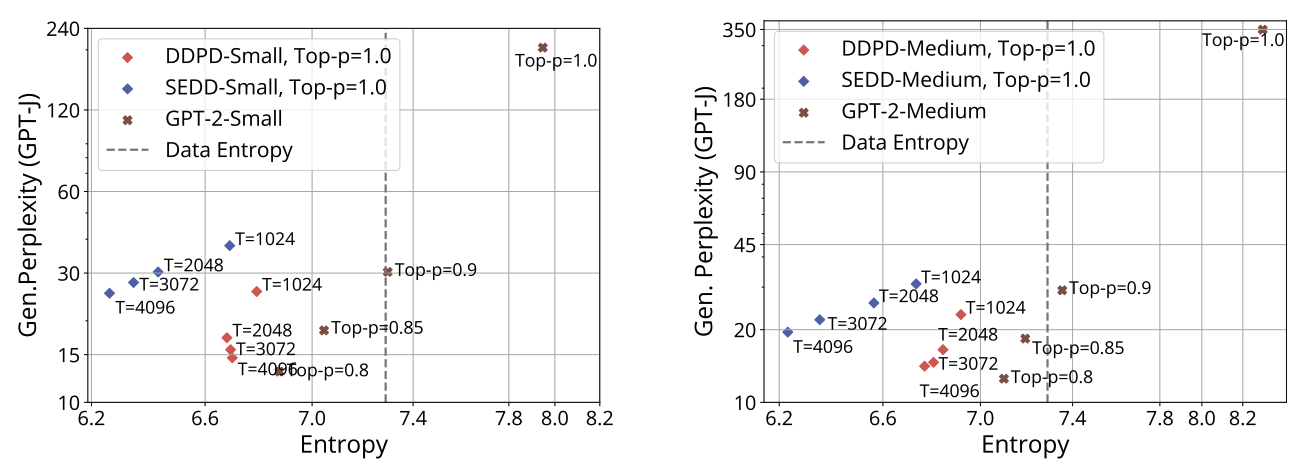 240
120
60
30
15
10
Gen.Perplexity (GPT-J)
DDPD-Small, Top-p=1.0
SEDD-Small, Top-p=1.0
GPT-2-Small
Data Entropy
Top-p=1.0
T=1024
T=2048
T=3072
T=4096
T=1024
T=2048
T=3072
T=4096
Top-p=0.9
Top-p=0.85
Top-p=0.8
6.2 6.6 7.0 7.4 7.8 8.2
Entropy
350
180
90
45
20
10
Gen. Perplexity (GPT-J)
DDPD-Medium, Top-p=1.0
SEDD-Medium, Top-p=1.0
GPT-2-Medium
Data Entropy
Top-p=1.0
T=1024
T=2048
T=3072
T=4096
T=1024
T=2048
T=3072
T=4096
Top-p=0.9
Top-p=0.85
Top-p=0.8
6.2 6.6 7.0 7.4 7.8 8.0 8.2
Entropy